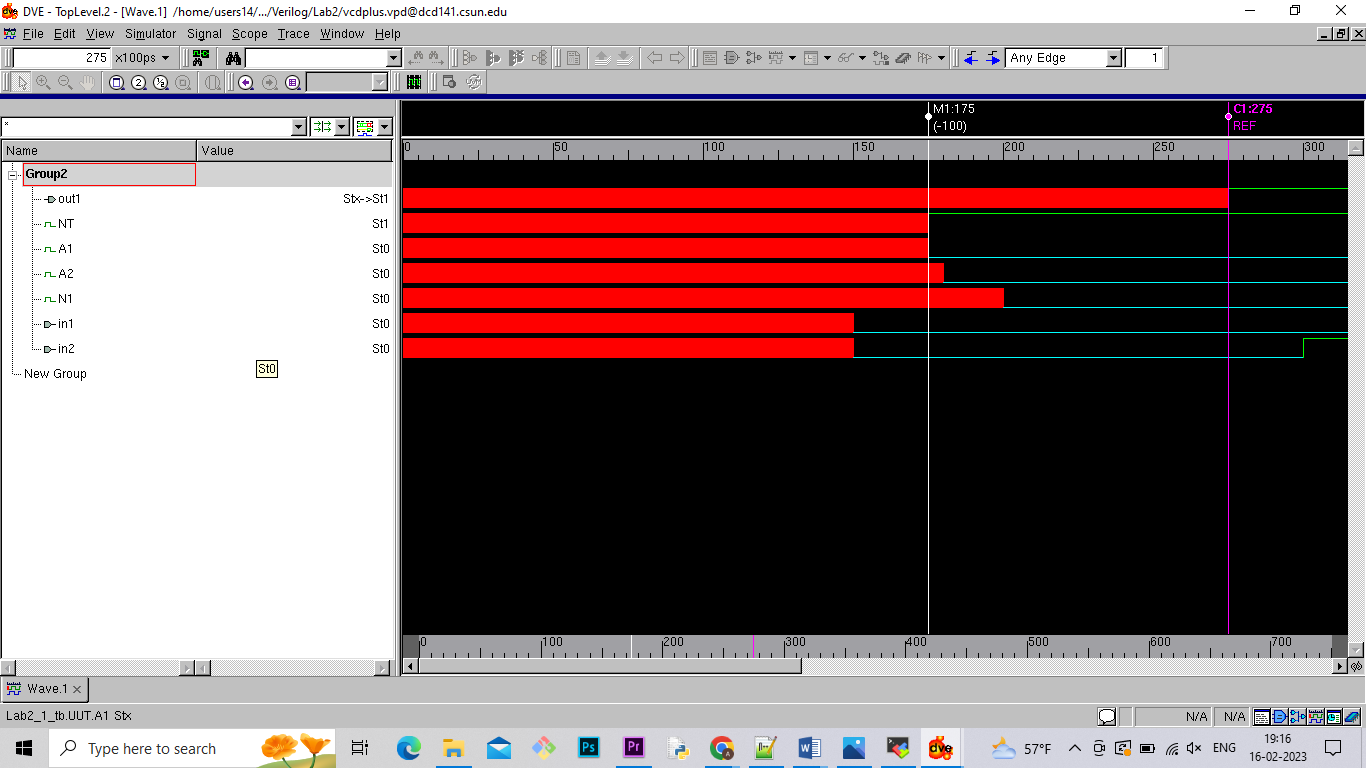 DVE - TopLevel.2 - [Wave.1] /home/users14/.../Verilog/Lab2/vcdplus.vpd@dcd141.csun.edu
File Edit View Simulator Signal Scope Trace Window Help
275 x100ps Any Edge 1
M1:175 C1:275
(-100) REF
*
Name Value 0 50 100 150 200 250 300
Group2
out1 Stx->St1
NT St1
A1 St0
A2 St0
N1 St0
in1 St0
in2 St0
St0
New Group
0 100 200 300 400 500 600 700
Wave.1
Lab2_1_tb.UUT.A1 Stx N/A N/A
Type here to search Ps Pr dve 57°F ENG 19:16
16-02-2023